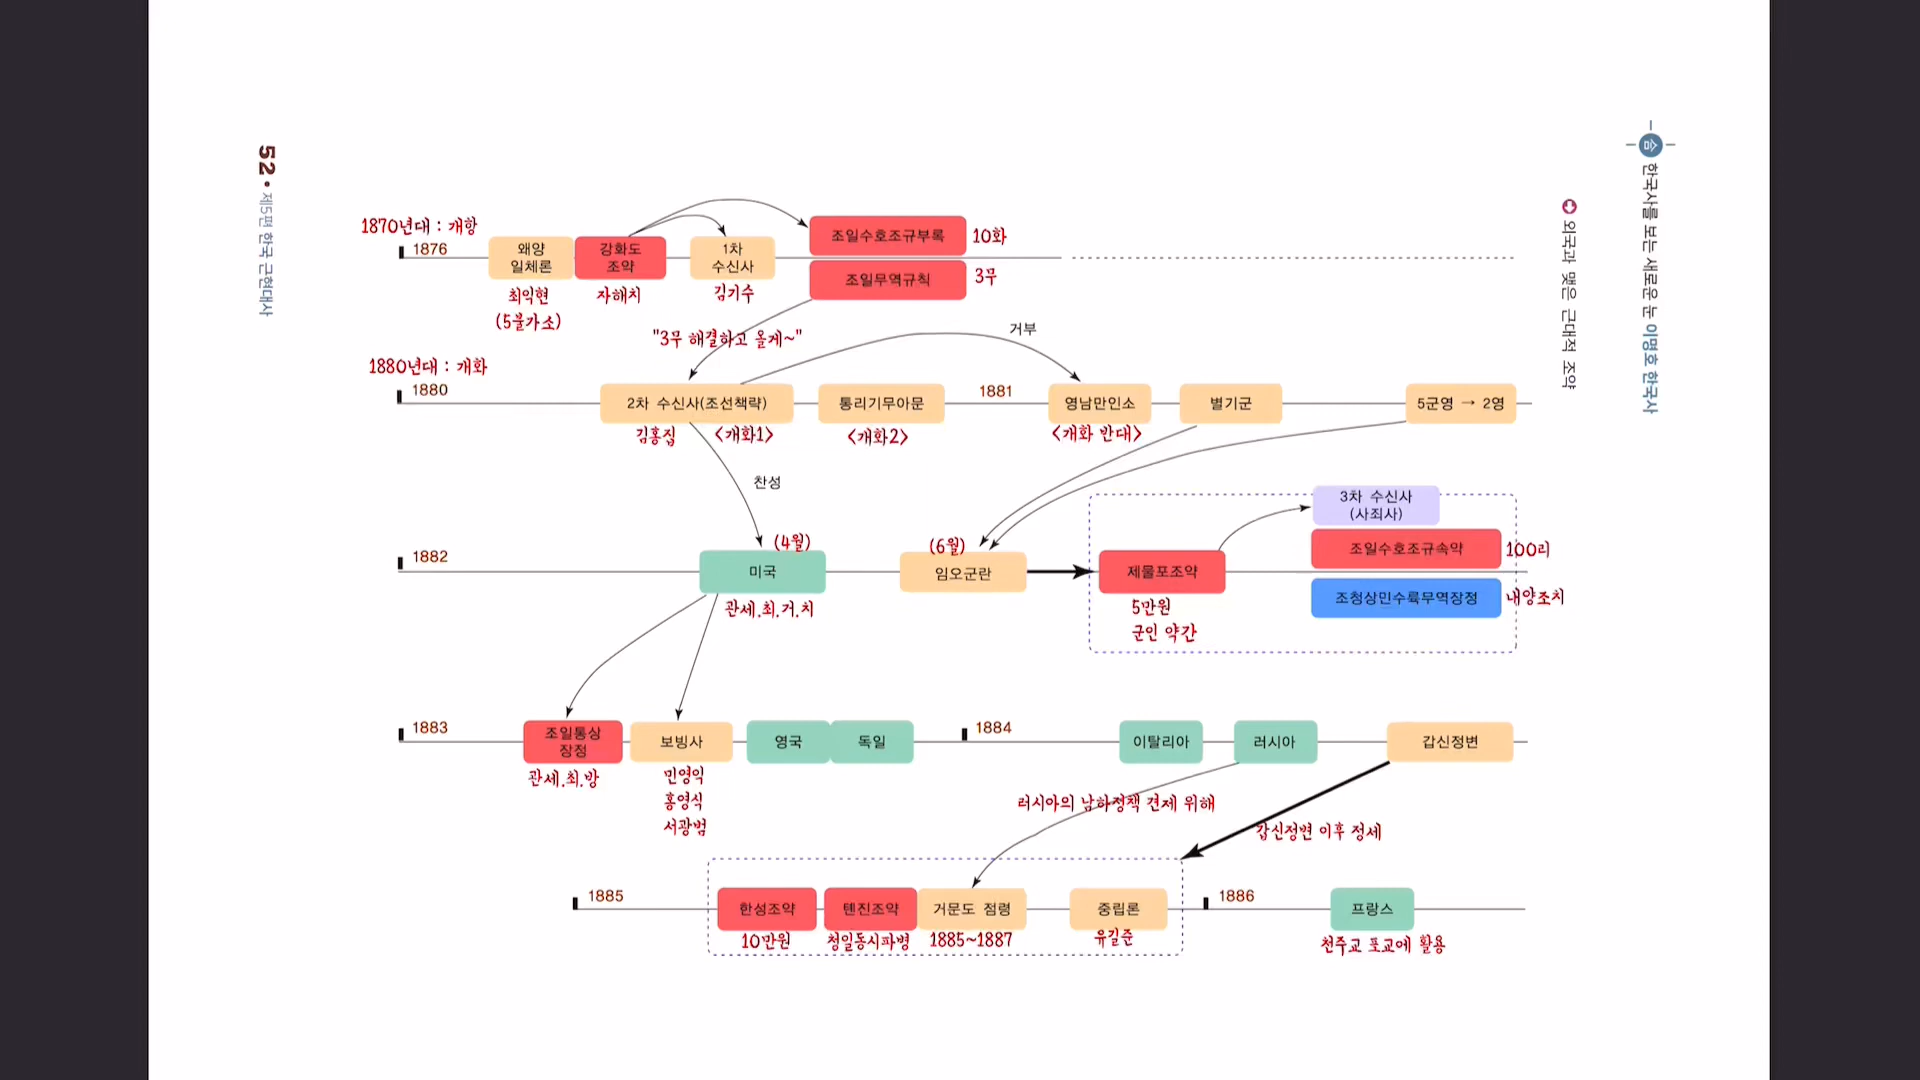 52 • 제5편 한국 근현대사
한국사를 보는 새로운 눈 이명호 한국사
외국과 맺은 근대적 조약
1870년대 : 개항
1876
왜양
일체론
최익현
(5불가소)
강화도
조약
자해치
1차
수신사
김기수
조일수호조규부록
10화
조일무역규칙
3무
"3무 해결하고 올게~"
거부
1880년대 : 개화
1880
2차 수신사(조선책략)
김홍집
<개화1>
통리기무아문
<개화2>
1881
영남만인소
<개화 반대>
별기군
5군영 → 2영
찬성
1882
(4월)
미국
관세.최.거.치
(6월)
임오군란
제물포조약
5만원
군인 약간
3차 수신사
(사죄사)
조일수호조규속약
100리
조청상민수륙무역장정
내양조치
1883
조일통상
장정
관세.최.방
보빙사
민영익
홍영식
서광범
영국
독일
1884
이탈리아
러시아
갑신정변
러시아의 남하정책 견제 위해
갑신정변 이후 정세
1885
한성조약
10만원
톈진조약
청일동시파병
거문도 점령
1885~1887
중립론
유길준
1886
프랑스
천주교 포교에 활용